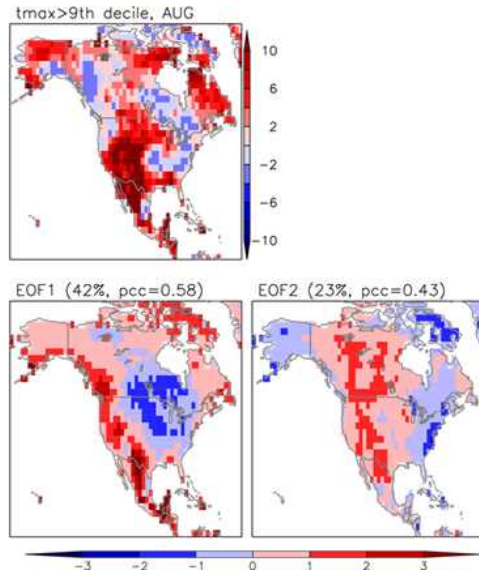 tmax>9th decile, AUG
10
6
2
−2
−6
−10
EOF1 (42%, pcc=0.58)
EOF2 (23%, pcc=0.43)
−3 −2 −1 0 1 2 3